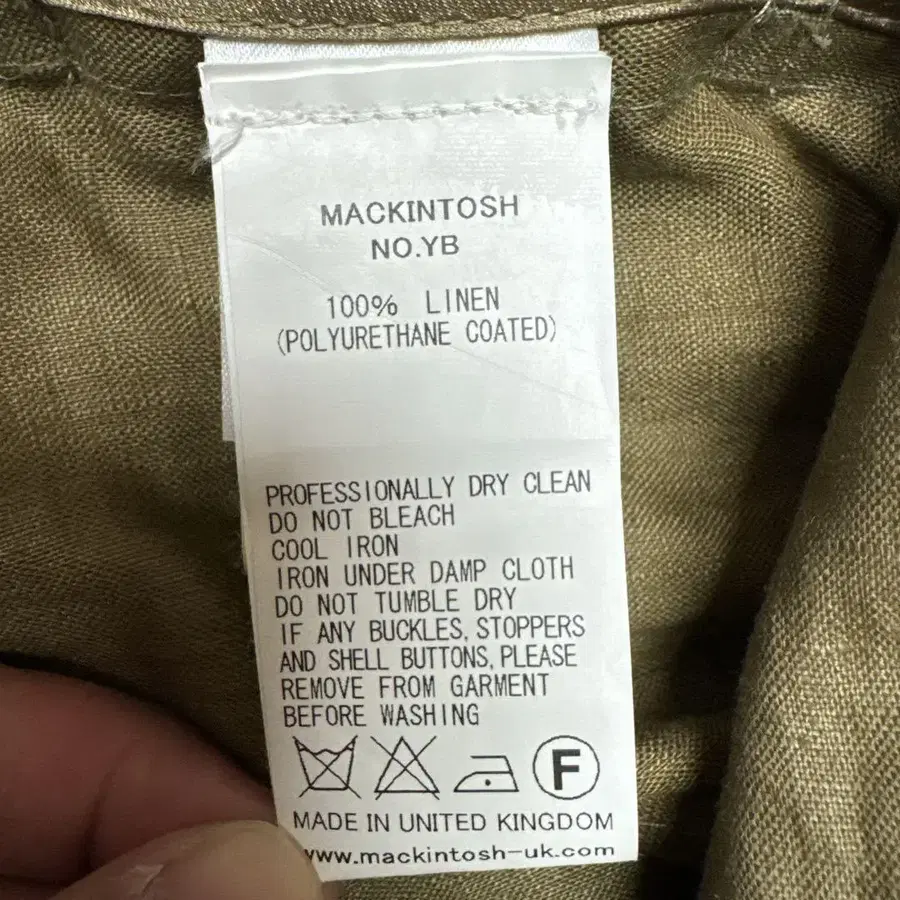 MACKINTOSH
NO.YB
100% LINEN
(POLYURETHANE COATED)
PROFESSIONALLY DRY CLEAN
DO NOT BLEACH
COOL IRON
IRON UNDER DAMP CLOTH
DO NOT TUMBLE DRY
IF ANY BUCKLES, STOPPERS
AND SHELL BUTTONS, PLEASE
REMOVE FROM GARMENT
BEFORE WASHING
F
MADE IN UNITED KINGDOM
www.mackintosh-uk.com